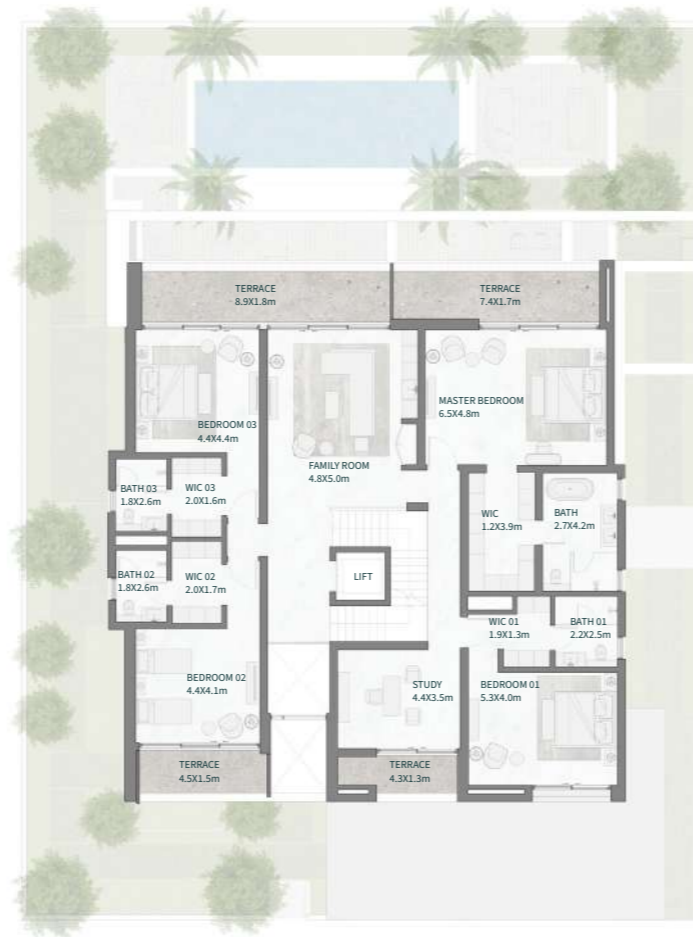 TERRACE
8.9X1.8m
TERRACE
7.4X1.7m
MASTER BEDROOM
6.5X4.8m
BEDROOM 03
4.4X4.4m
FAMILY ROOM
4.8X5.0m
BATH 03
1.8X2.6m
WIC 03
2.0X1.6m
WIC
1.2X3.9m
BATH
2.7X4.2m
LIFT
BATH 02
1.8X2.6m
WIC 02
2.0X1.7m
WIC 01
1.9X1.3m
BATH 01
2.2X2.5m
BEDROOM 02
4.4X4.1m
STUDY
4.4X3.5m
BEDROOM 01
5.3X4.0m
TERRACE
4.5X1.5m
TERRACE
4.3X1.3m